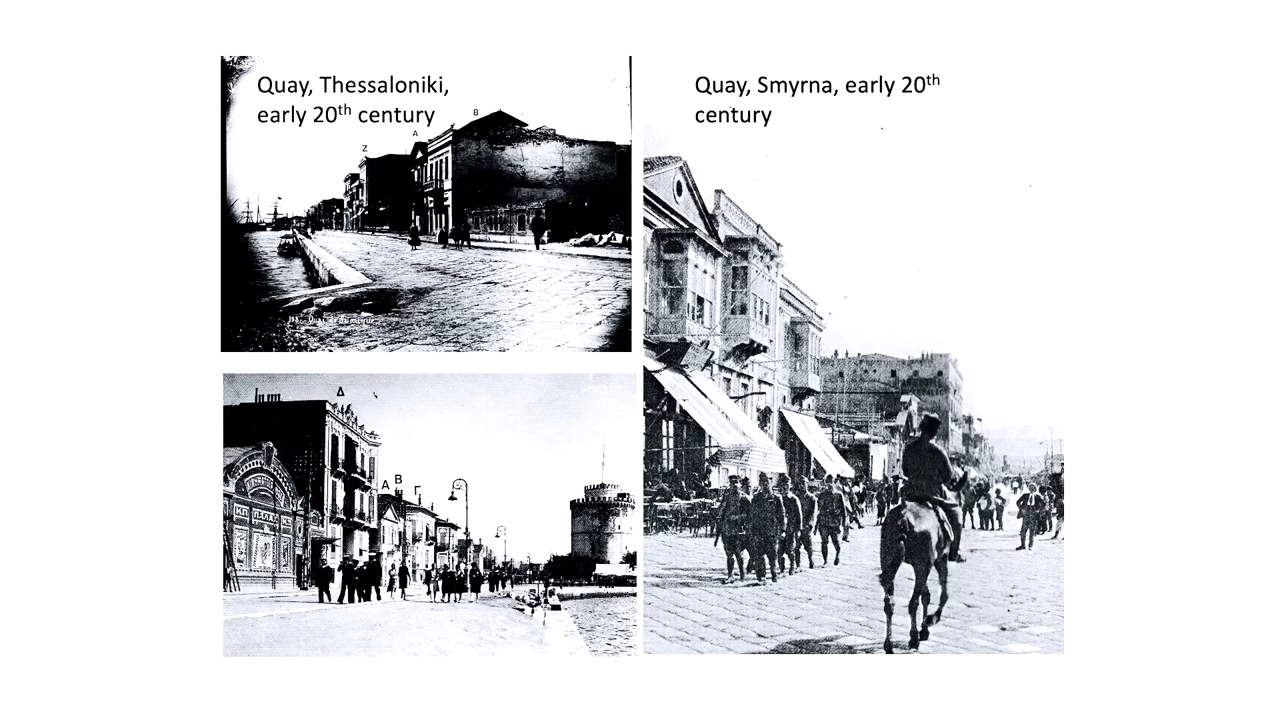 Quay, Thessaloniki,
early 20th century
B
A
Z
Quay, Smyrna, early 20th
century
Δ
A B Γ